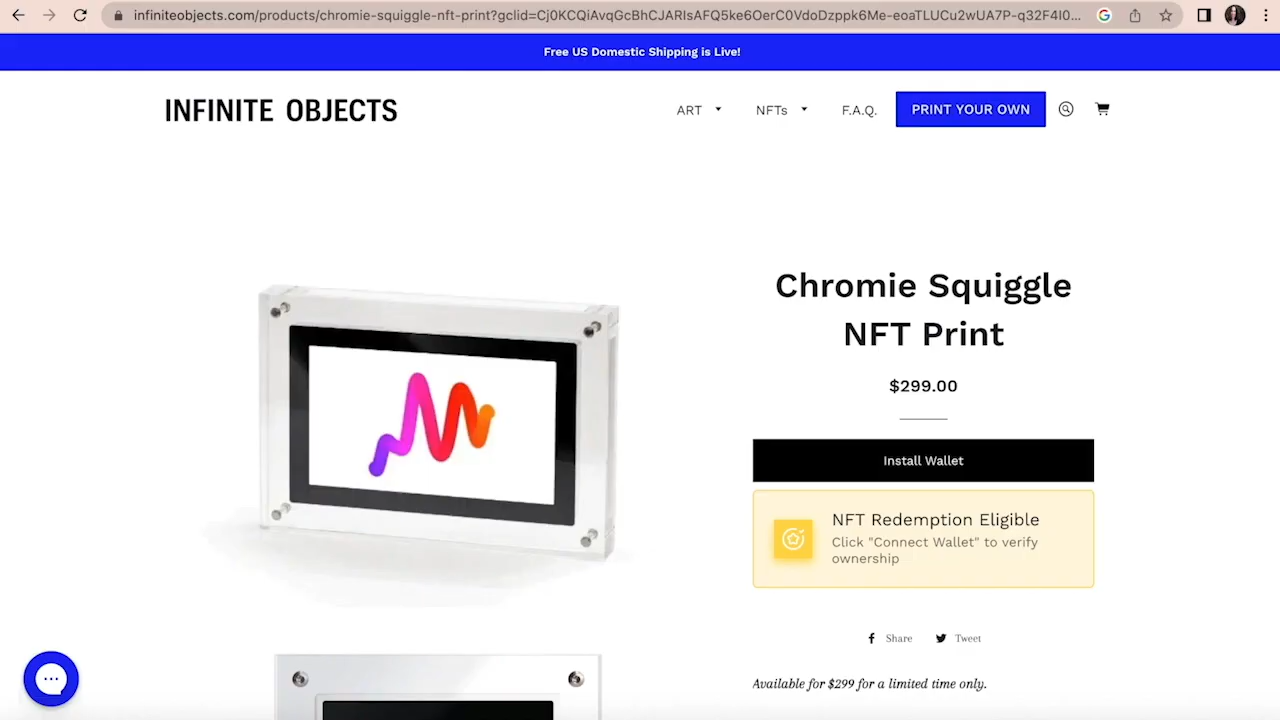 infiniteobjects.com/products/chromie-squiggle-nft-print?gclid=Cj0KCQiAvqGcBhCJARIsAFQ5ke6OerC0VdoDzppk6Me-eoaTLUCu2wUA7P-q32F4I0...
Free US Domestic Shipping is Live!
INFINITE OBJECTS
ART
NFTs
F.A.Q.
PRINT YOUR OWN
Chromie Squiggle
NFT Print
$299.00
Install Wallet
NFT Redemption Eligible
Click "Connect Wallet" to verify
ownership
Share
Tweet
Available for $299 for a limited time only.